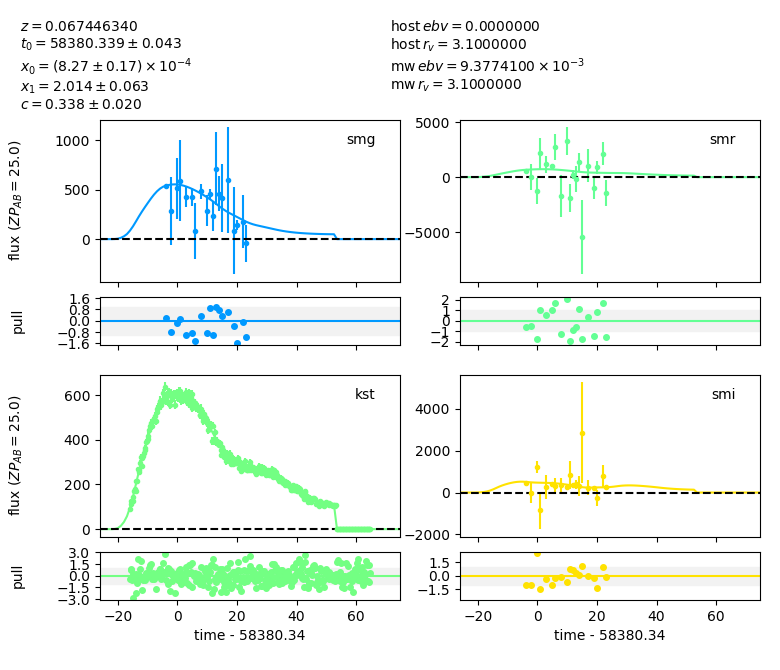 z = 0.067446340
t₀ = 58380.339 ± 0.043
x₀ = (8.27 ± 0.17) × 10⁻⁴
x₁ = 2.014 ± 0.063
c = 0.338 ± 0.020
host ebv = 0.0000000
host r_v = 3.1000000
mw ebv = 9.3774100 × 10⁻³
mw r_v = 3.1000000
flux (ZP_AB = 25.0)
1000
500
0
smg
5000
0
−5000
smr
pull
1.6
0.8
0.0
−0.8
−1.6
2
1
0
−1
−2
flux (ZP_AB = 25.0)
600
400
200
0
kst
4000
2000
0
−2000
smi
pull
3.0
1.5
0.0
−1.5
−3.0
1.5
0.0
−1.5
−20 0 20 40 60
−20 0 20 40 60
time - 58380.34
time - 58380.34